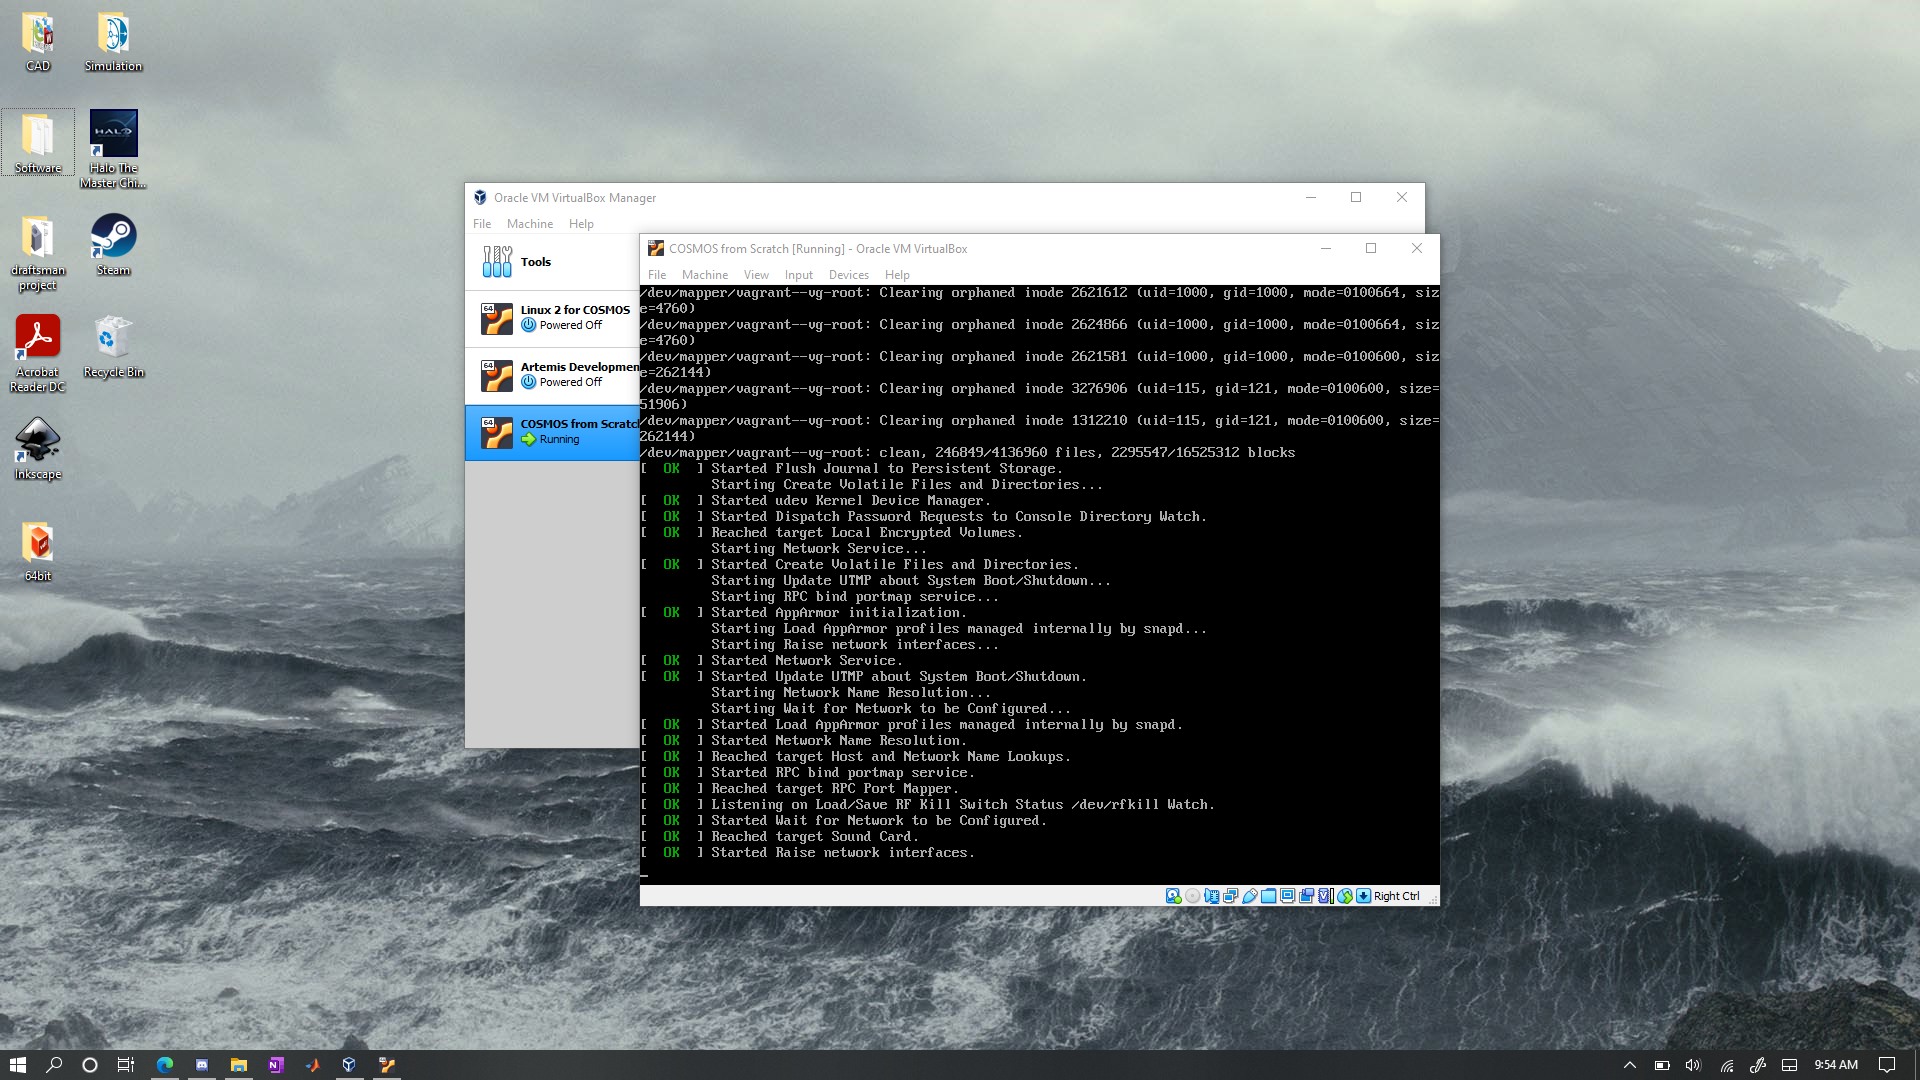 CAD
Simulation
Software
HALO
Halo The
Master Chi...
draftsman
project
Steam
Acrobat
Reader DC
Recycle Bin
Inkscape
64bit
Oracle VM VirtualBox Manager
File Machine Help
Tools
64
Linux 2 for COSMOS
Powered Off
64
Artemis Developmen
Powered Off
64
COSMOS from Scratc
Running
COSMOS from Scratch [Running] - Oracle VM VirtualBox
File Machine View Input Devices Help
/dev/mapper/vagrant--vg-root: Clearing orphaned inode 2621612 (uid=1000, gid=1000, mode=0100664, siz
e=4760)
/dev/mapper/vagrant--vg-root: Clearing orphaned inode 2624866 (uid=1000, gid=1000, mode=0100664, siz
e=4760)
/dev/mapper/vagrant--vg-root: Clearing orphaned inode 2621581 (uid=1000, gid=1000, mode=0100600, siz
e=262144)
/dev/mapper/vagrant--vg-root: Clearing orphaned inode 3276906 (uid=115, gid=121, mode=0100600, size=
51906)
/dev/mapper/vagrant--vg-root: Clearing orphaned inode 1312210 (uid=115, gid=121, mode=0100600, size=
262144)
/dev/mapper/vagrant--vg-root: clean, 246849/4136960 files, 2295547/16525312 blocks
[  OK  ] Started Flush Journal to Persistent Storage.
Starting Create Volatile Files and Directories...
[  OK  ] Started udev Kernel Device Manager.
[  OK  ] Started Dispatch Password Requests to Console Directory Watch.
[  OK  ] Reached target Local Encrypted Volumes.
Starting Network Service...
[  OK  ] Started Create Volatile Files and Directories.
Starting Update UTMP about System Boot/Shutdown...
Starting RPC bind portmap service...
[  OK  ] Started AppArmor initialization.
Starting Load AppArmor profiles managed internally by snapd...
Starting Raise network interfaces...
[  OK  ] Started Network Service.
[  OK  ] Started Update UTMP about System Boot/Shutdown.
Starting Network Name Resolution...
Starting Wait for Network to be Configured...
[  OK  ] Started Load AppArmor profiles managed internally by snapd.
[  OK  ] Started Network Name Resolution.
[  OK  ] Reached target Host and Network Name Lookups.
[  OK  ] Started RPC bind portmap service.
[  OK  ] Reached target RPC Port Mapper.
[  OK  ] Listening on Load/Save RF Kill Switch Status /dev/rfkill Watch.
[  OK  ] Started Wait for Network to be Configured.
[  OK  ] Reached target Sound Card.
[  OK  ] Started Raise network interfaces.
_
Right Ctrl
9:54 AM